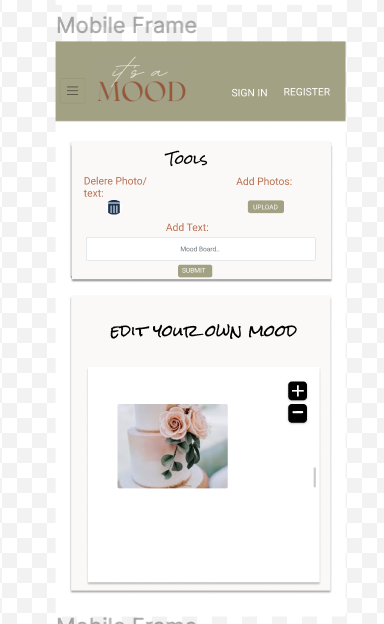 Mobile Frame
it's a
MOOD
SIGN IN
REGISTER
Tools
Delere Photo/
text:
Add Photos:
UPLOAD
Add Text:
Mood Board..
SUBMIT
EDIT YOUR OWN MOOD
Mobile Frame